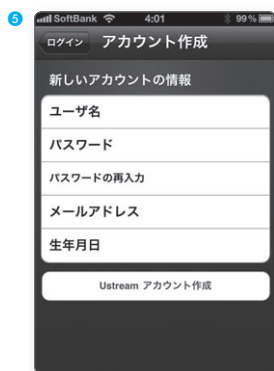 5
SoftBank 4:01 99%
ログイン アカウント作成
新しいアカウントの情報
ユーザ名
パスワード
パスワードの再入力
メールアドレス
生年月日
Ustream アカウント作成